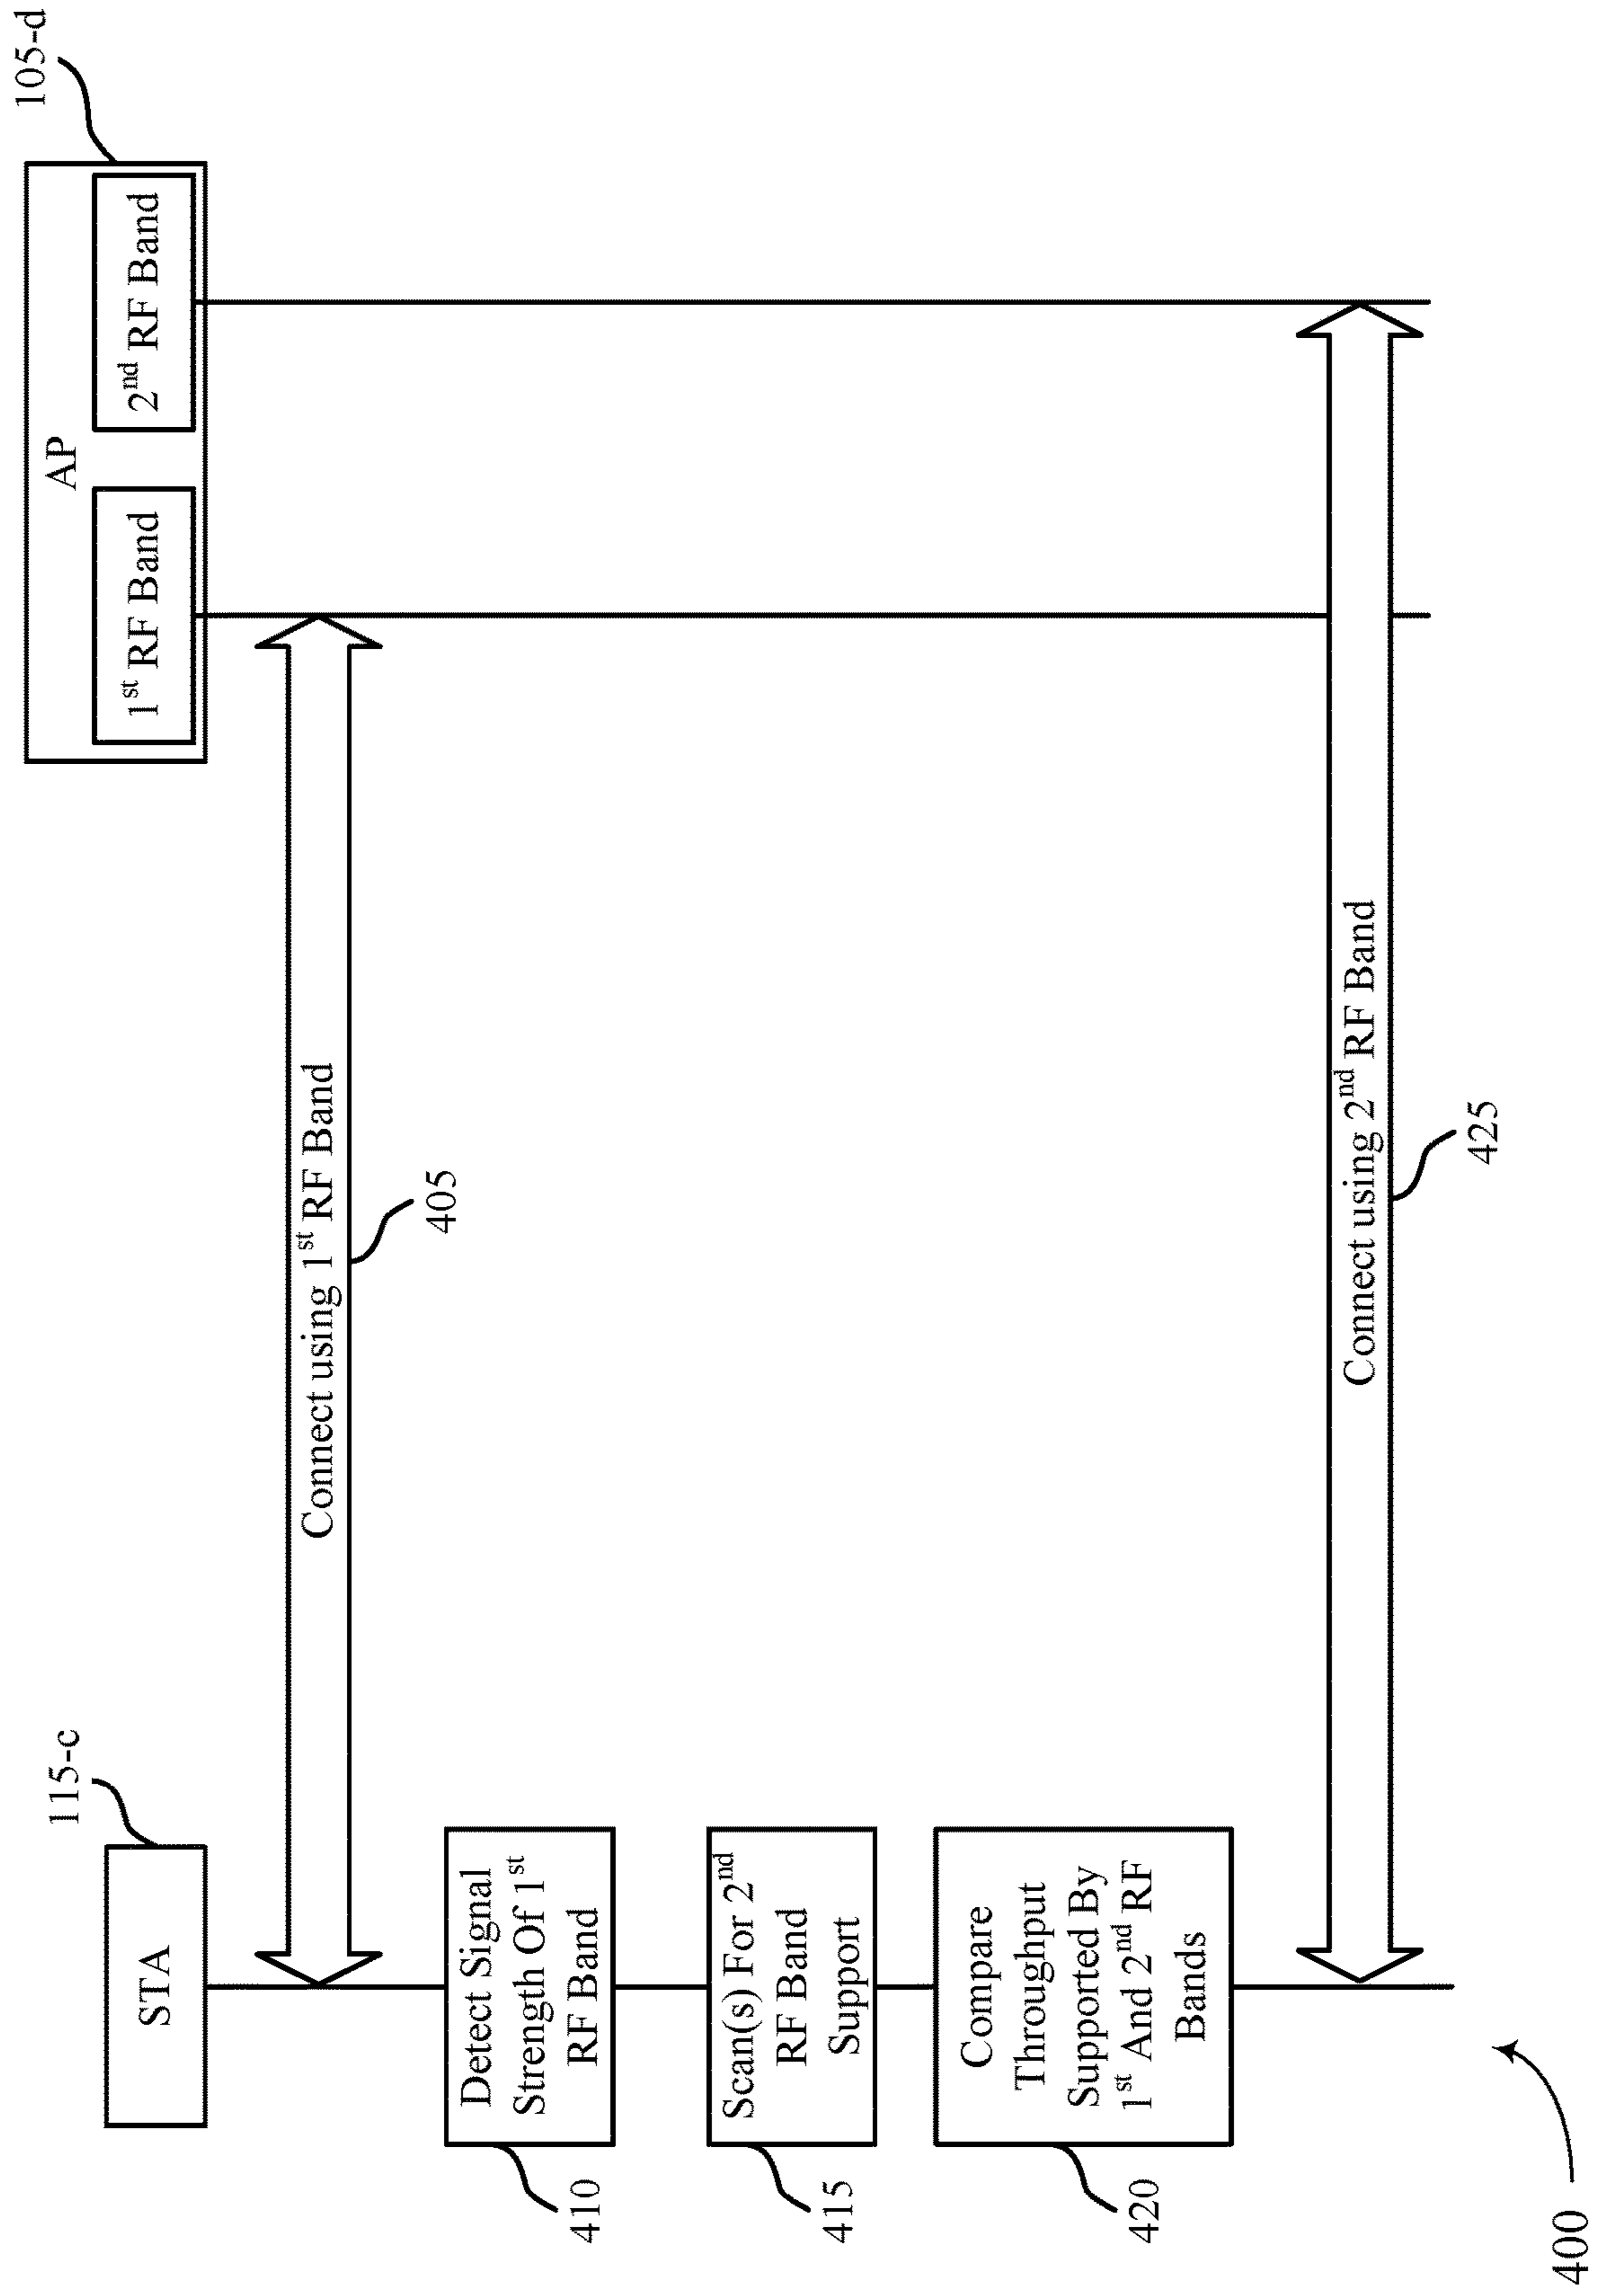 115-c
105-d
STA
AP
1st RF Band
2nd RF Band
Connect using 1st RF Band
405
Detect Signal
Strength Of 1st
RF Band
410
Scan(s) For 2nd
RF Band
Support
415
Compare
Throughput
Supported By
1st And 2nd RF
Bands
420
Connect using 2nd RF Band
425
400